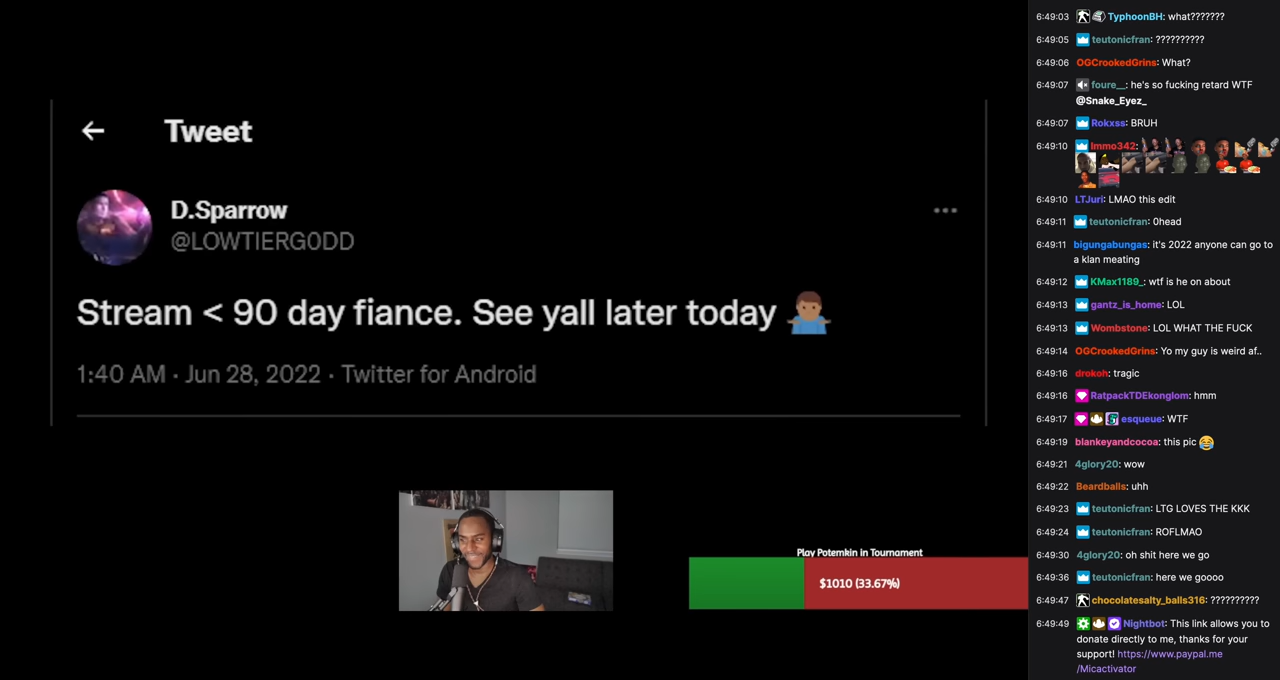 Tweet
D.Sparrow
@LOWTIERG0DD
Stream < 90 day fiance. See yall later today
1:40 AM · Jun 28, 2022 · Twitter for Android
Play Potemkin in Tournament
$1010 (33.67%)
6:49:03 TyphoonBH: what???????
6:49:05 teutonicfran: ??????????
6:49:06 OGCrookedGrins: What?
6:49:07 foure__: he's so fucking retard WTF
@Snake_Eyez_
6:49:07 Rokxss: BRUH
6:49:10 Immo342:
6:49:10 LTJuri: LMAO this edit
6:49:11 teutonicfran: 0head
6:49:11 bigungabungas: it's 2022 anyone can go to
a klan meating
6:49:12 KMax1189_: wtf is he on about
6:49:13 gantz_is_home: LOL
6:49:13 Wombstone: LOL WHAT THE FUCK
6:49:14 OGCrookedGrins: Yo my guy is weird af..
6:49:16 drokoh: tragic
6:49:16 RatpackTDEkonglom: hmm
6:49:17 esqueue: WTF
6:49:19 blankeyandcocoa: this pic
6:49:21 4glory20: wow
6:49:22 Beardballs: uhh
6:49:23 teutonicfran: LTG LOVES THE KKK
6:49:24 teutonicfran: ROFLMAO
6:49:30 4glory20: oh shit here we go
6:49:36 teutonicfran: here we goooo
6:49:47 chocolatesalty_balls316: ??????????
6:49:49 Nightbot: This link allows you to
donate directly to me, thanks for your
support! https://www.paypal.me
/Micactivator